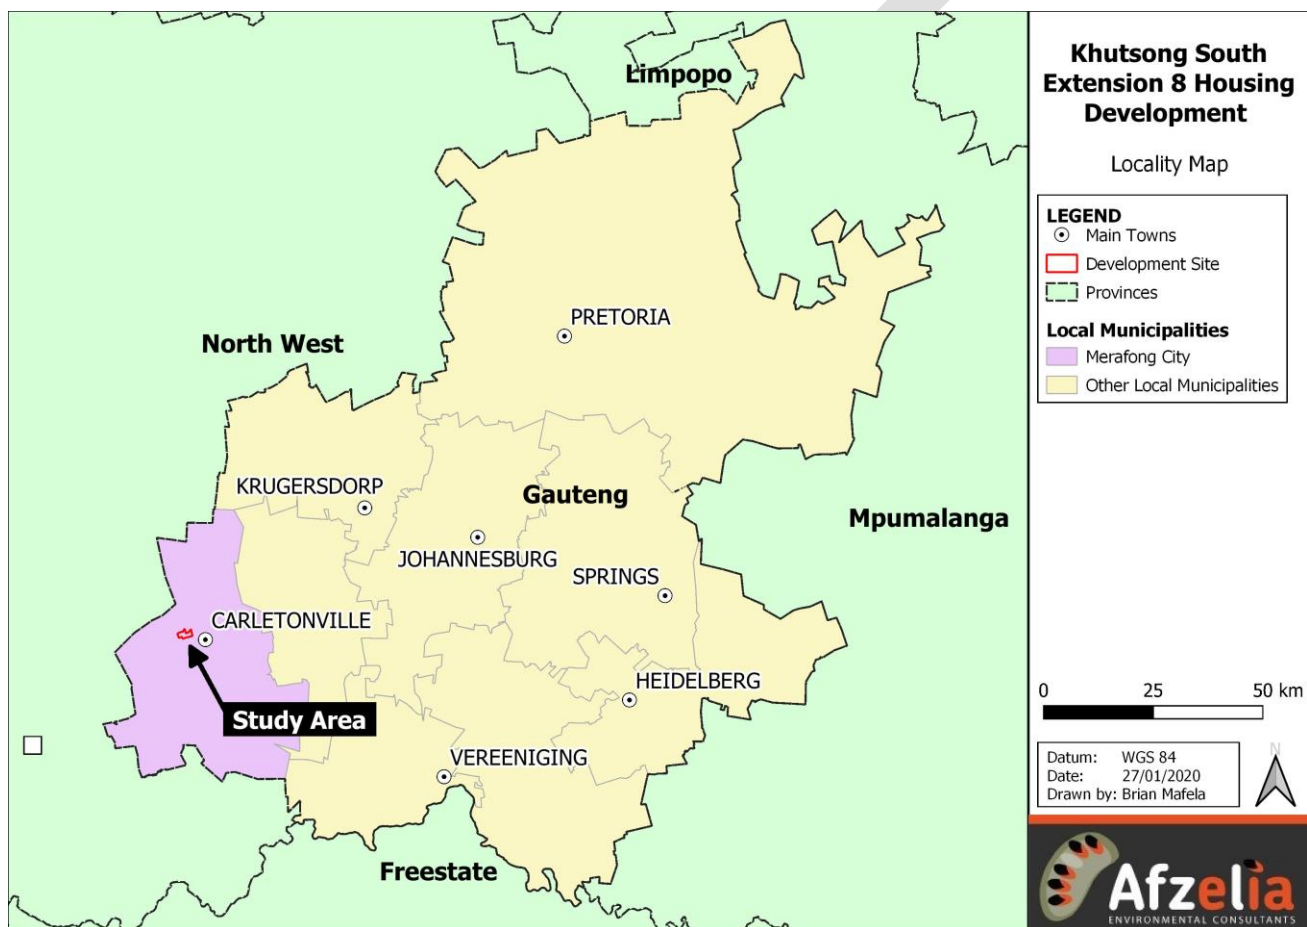 Limpopo
PRETORIA
North West
KRUGERSDORP
Gauteng
Mpumalanga
JOHANNESBURG
SPRINGS
CARLETONVILLE
HEIDELBERG
Study Area
VEREENIGING
Freestate
Khutsong South
Extension 8 Housing
Development
Locality Map
LEGEND
Main Towns
Development Site
Provinces
Local Municipalities
Merafong City
Other Local Municipalities
0 25 50 km
Datum: WGS 84
Date: 27/01/2020
Drawn by: Brian Mafela
N
Afzelia
ENVIRONMENTAL CONSULTANTS